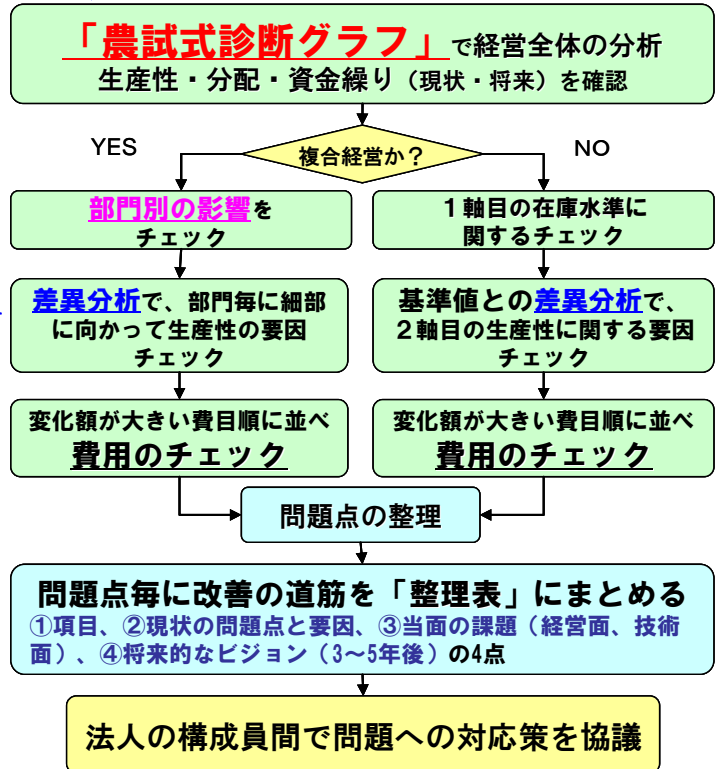 「農試式診断グラフ」で経営全体の分析
生産性・分配・資金繰り（現状・将来）を確認
YES
複合経営か？
NO
部門別の影響を
チェック
１軸目の在庫水準に
関するチェック
差異分析で、部門毎に細部
に向かって生産性の要因
チェック
基準値との差異分析で、
２軸目の生産性に関する要因
チェック
変化額が大きい費目順に並べ
費用のチェック
変化額が大きい費目順に並べ
費用のチェック
問題点の整理
問題点毎に改善の道筋を「整理表」にまとめる
①項目、②現状の問題点と要因、③当面の課題（経営面、技術
面）、④将来的なビジョン（3～5年後）の4点
法人の構成員間で問題への対応策を協議